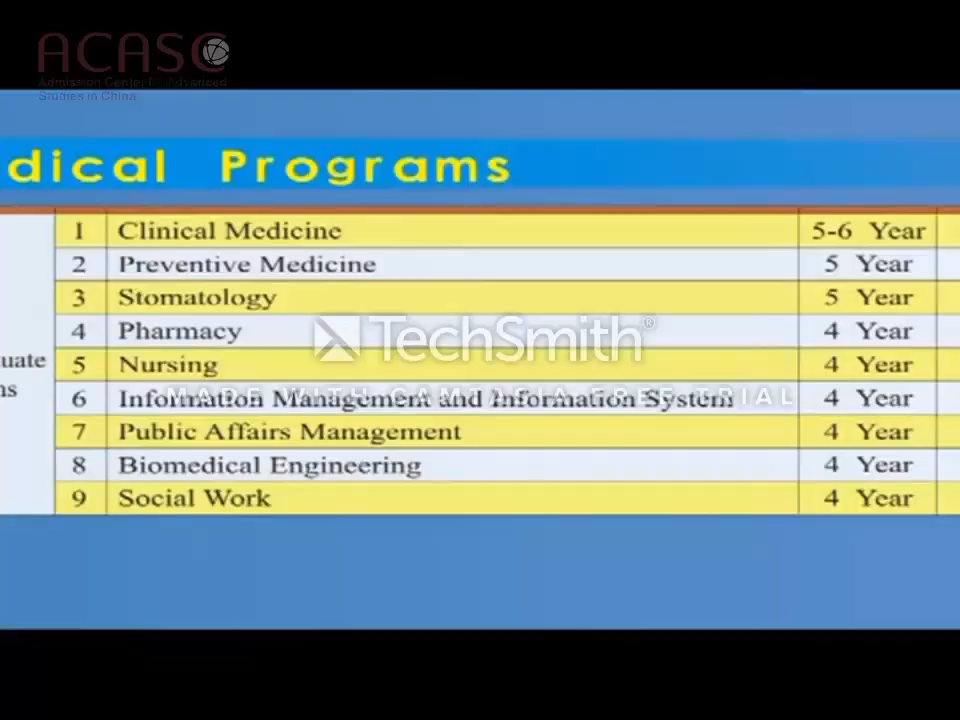 ACASC
Admission Center for Advanced
Studies in China
dical Programs
1 Clinical Medicine 5-6 Year
2 Preventive Medicine 5 Year
3 Stomatology 5 Year
4 Pharmacy 4 Year
TechSmith®
uate
5 Nursing 4 Year
ns
MADE WITH CAMTASIA FREE TRIAL
6 Information Management and Information System 4 Year
7 Public Affairs Management 4 Year
8 Biomedical Engineering 4 Year
9 Social Work 4 Year